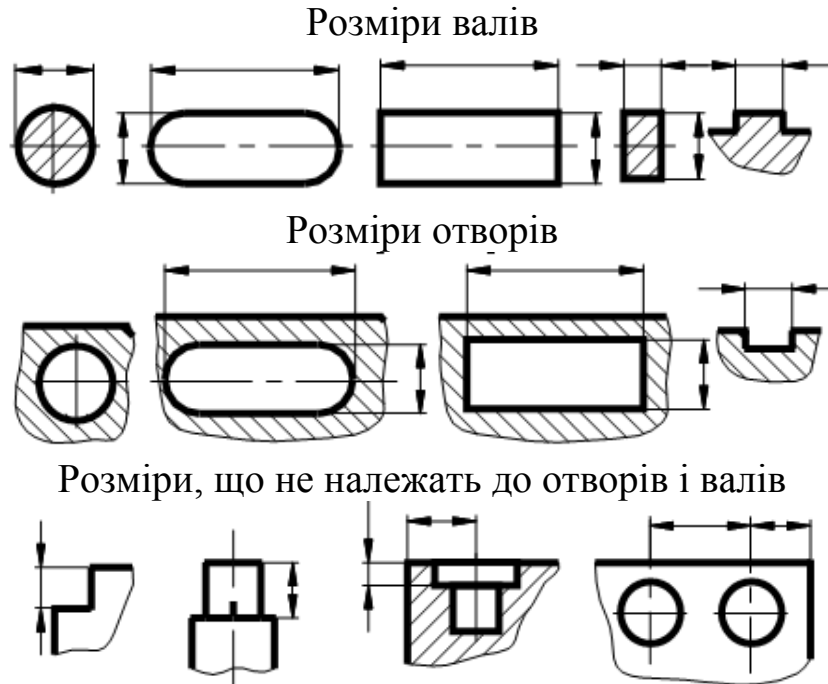 Розміри валів
Розміри отворів
Розміри, що не належать до отворів і валів